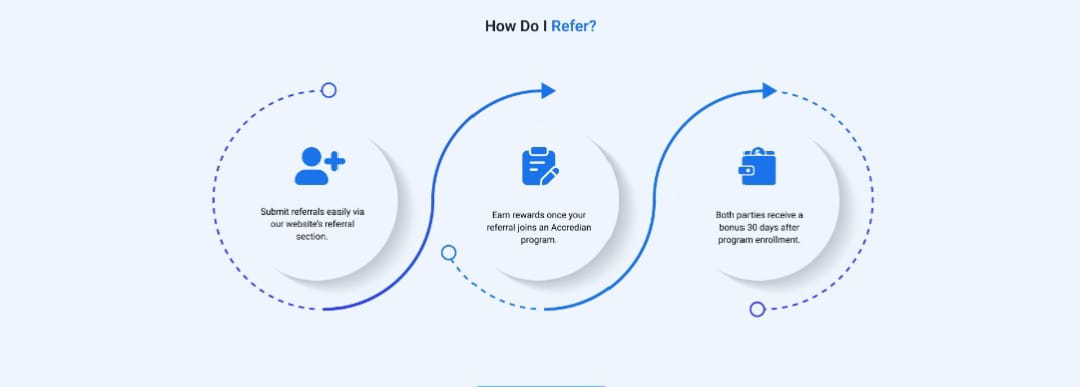 How Do I Refer?
Submit referrals easily via
our website's referral
section.
Earn rewards once your
referral joins an Accredian
program.
Both parties receive a
bonus 30 days after
program enrollment.